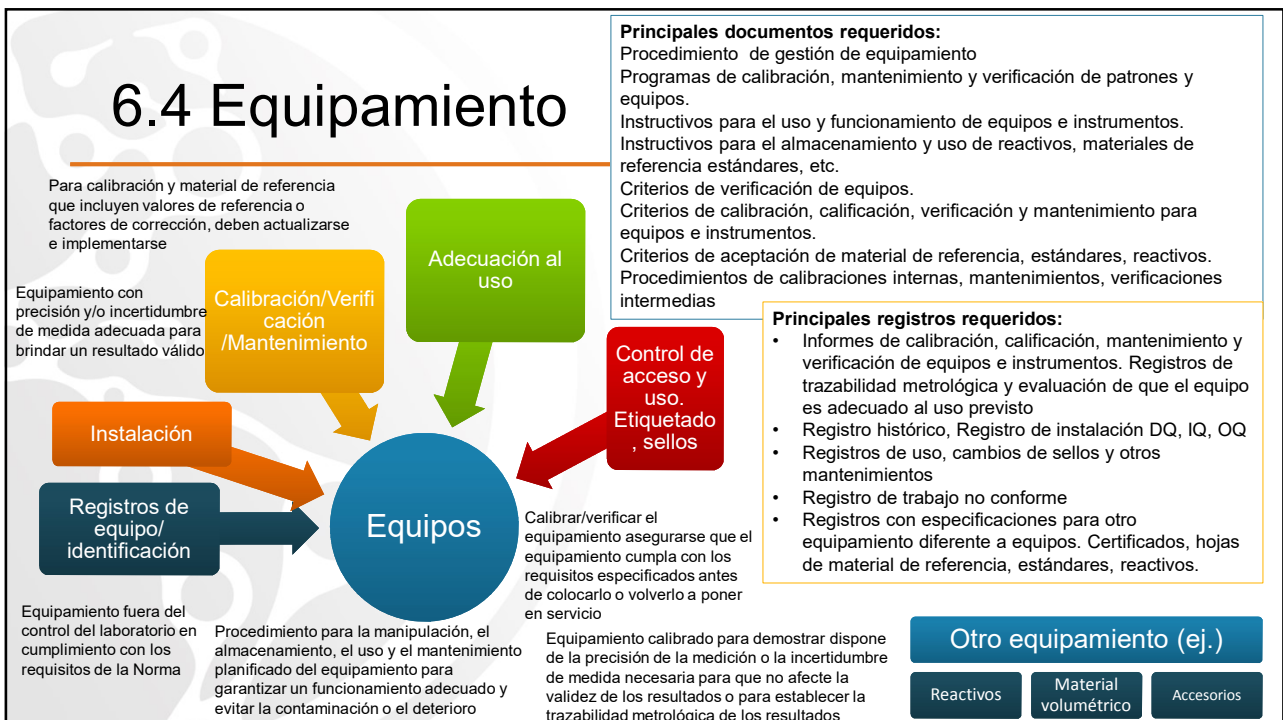 6.4 Equipamiento
Principales documentos requeridos:
Procedimiento de gestión de equipamiento
Programas de calibración, mantenimiento y verificación de patrones y
equipos.
Instructivos para el uso y funcionamiento de equipos e instrumentos.
Instructivos para el almacenamiento y uso de reactivos, materiales de
referencia estándares, etc.
Criterios de verificación de equipos.
Criterios de calibración, calificación, verificación y mantenimiento para
equipos e instrumentos.
Criterios de aceptación de material de referencia, estándares, reactivos.
Procedimientos de calibraciones internas, mantenimientos, verificaciones
intermedias
Para calibración y material de referencia
que incluyen valores de referencia o
factores de corrección, deben actualizarse
e implementarse
Adecuación al
uso
Calibración/Verifi
cación
/Mantenimiento
Equipamiento con
precisión y/o incertidumbre
de medida adecuada para
brindar un resultado válido
Control de
acceso y
uso.
Etiquetado
, sellos
Principales registros requeridos:
• Informes de calibración, calificación, mantenimiento y
verificación de equipos e instrumentos. Registros de
trazabilidad metrológica y evaluación de que el equipo
es adecuado al uso previsto
• Registro histórico, Registro de instalación DQ, IQ, OQ
• Registros de uso, cambios de sellos y otros
mantenimientos
• Registro de trabajo no conforme
• Registros con especificaciones para otro
equipamiento diferente a equipos. Certificados, hojas
de material de referencia, estándares, reactivos.
Instalación
Registros de
equipo/
identificación
Equipos
Calibrar/verificar el
equipamiento asegurarse que el
equipamiento cumpla con los
requisitos especificados antes
de colocarlo o volverlo a poner
en servicio
Equipamiento fuera del
control del laboratorio en
cumplimiento con los
requisitos de la Norma
Procedimiento para la manipulación, el
almacenamiento, el uso y el mantenimiento
planificado del equipamiento para
garantizar un funcionamiento adecuado y
evitar la contaminación o el deterioro
Equipamiento calibrado para demostrar dispone
de la precisión de la medición o la incertidumbre
de medida necesaria para que no afecte la
validez de los resultados o para establecer la
trazabilidad metrológica de los resultados
Otro equipamiento (ej.)
Reactivos
Material
volumétrico
Accesorios